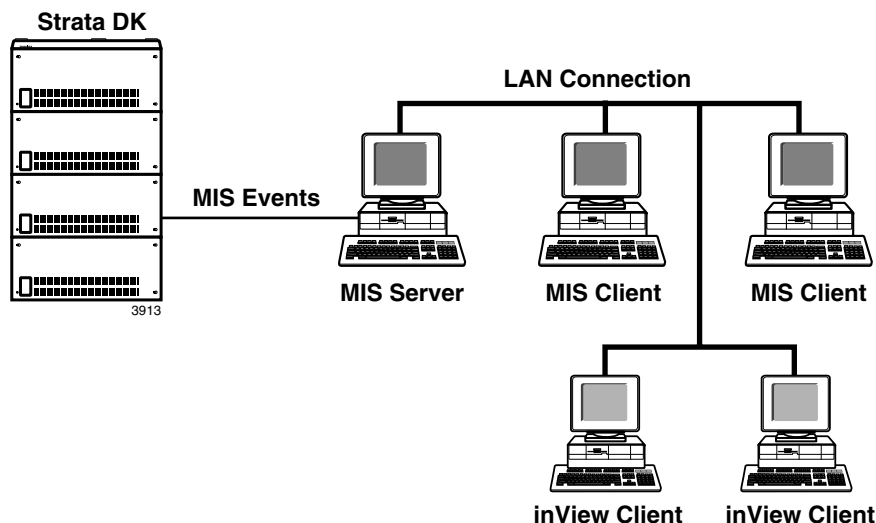 Strata DK
LAN Connection
MIS Events
MIS Server
MIS Client
MIS Client
3913
inView Client
inView Client